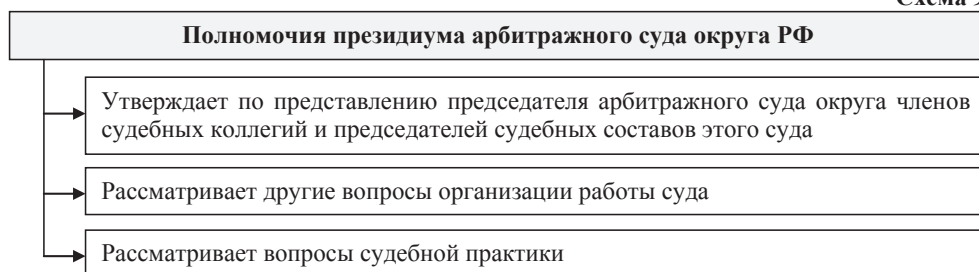 Схема
Полномочия президиума арбитражного суда округа РФ
Утверждает по представлению председателя арбитражного суда округа членов
судебных коллегий и председателей судебных составов этого суда
Рассматривает другие вопросы организации работы суда
Рассматривает вопросы судебной практики